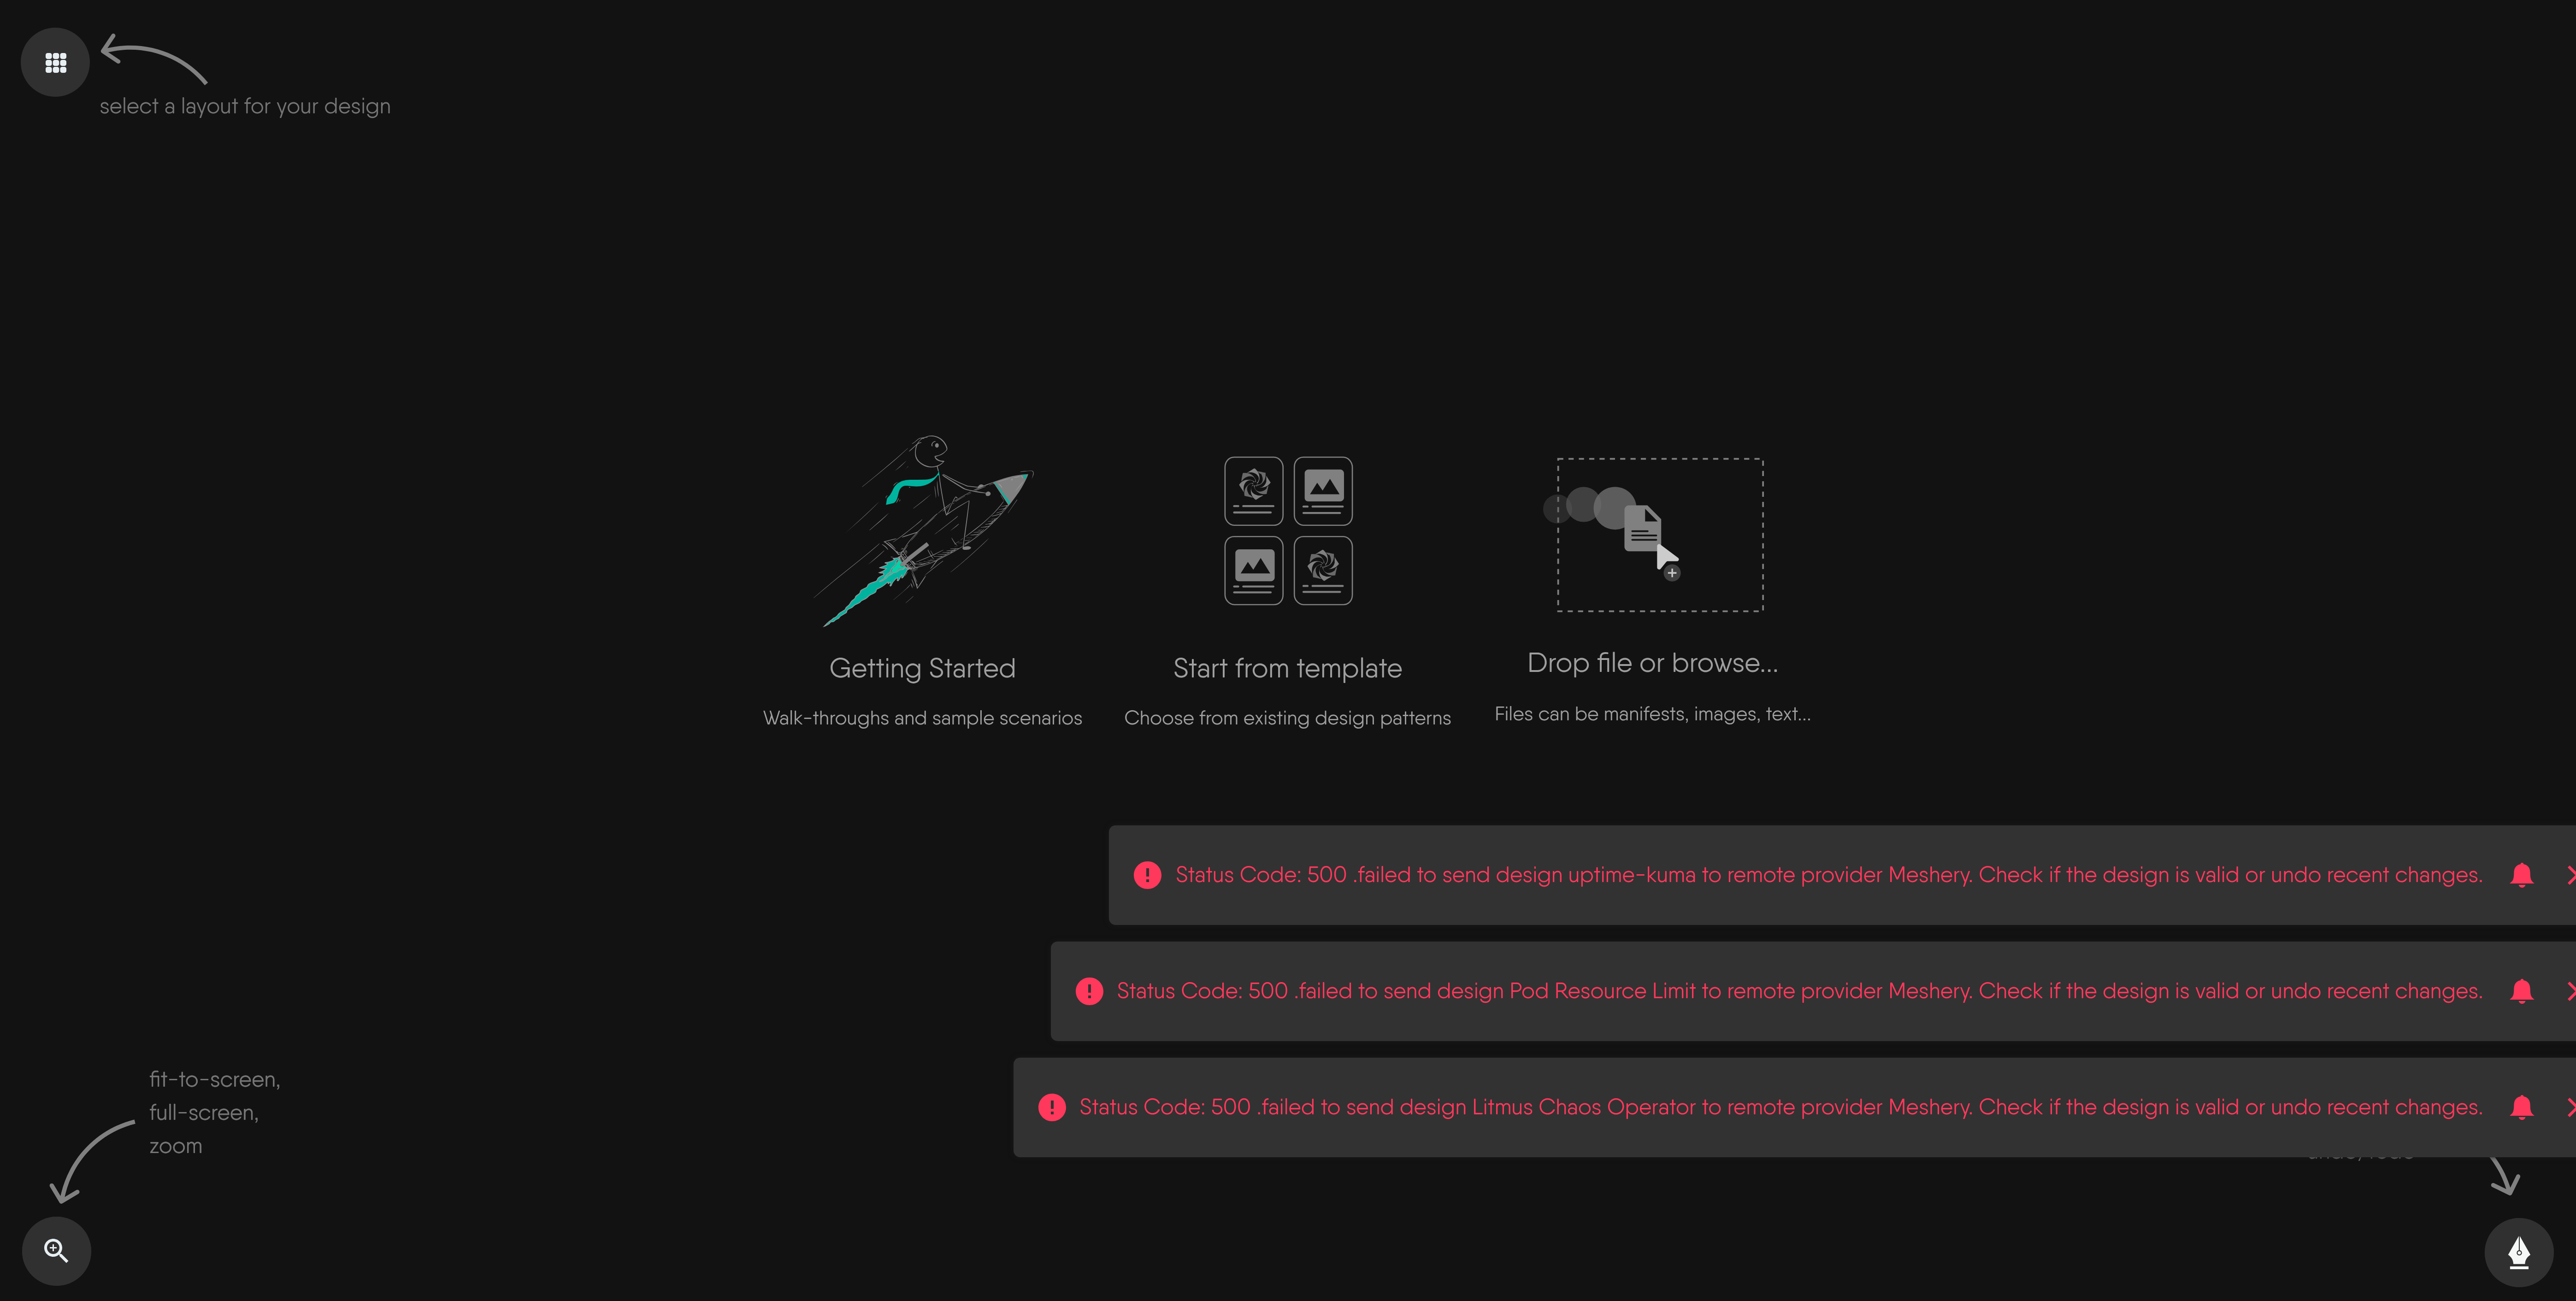 select a layout for your design
Getting Started
Walk-throughs and sample scenarios
Start from template
Choose from existing design patterns
Drop file or browse...
Files can be manifests, images, text...
Status Code: 500 .failed to send design uptime-kuma to remote provider Meshery. Check if the design is valid or undo recent changes.
Status Code: 500 .failed to send design Pod Resource Limit to remote provider Meshery. Check if the design is valid or undo recent changes.
Status Code: 500 .failed to send design Litmus Chaos Operator to remote provider Meshery. Check if the design is valid or undo recent changes.
fit-to-screen,
full-screen,
zoom